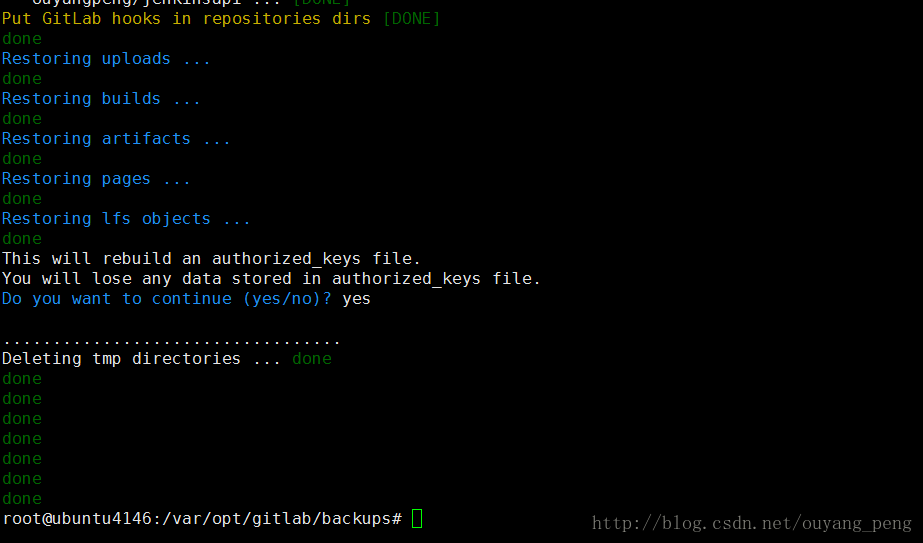 ouyangpeng/jenkinsapi ... [DONE]
Put GitLab hooks in repositories dirs [DONE]
done
Restoring uploads ...
done
Restoring builds ...
done
Restoring artifacts ...
done
Restoring pages ...
done
Restoring lfs objects ...
done
This will rebuild an authorized_keys file.
You will lose any data stored in authorized_keys file.
Do you want to continue (yes/no)? yes
..................................
Deleting tmp directories ... done
done
done
done
done
done
done
done
root@ubuntu4146:/var/opt/gitlab/backups#
http://blog.csdn.net/ouyang_peng